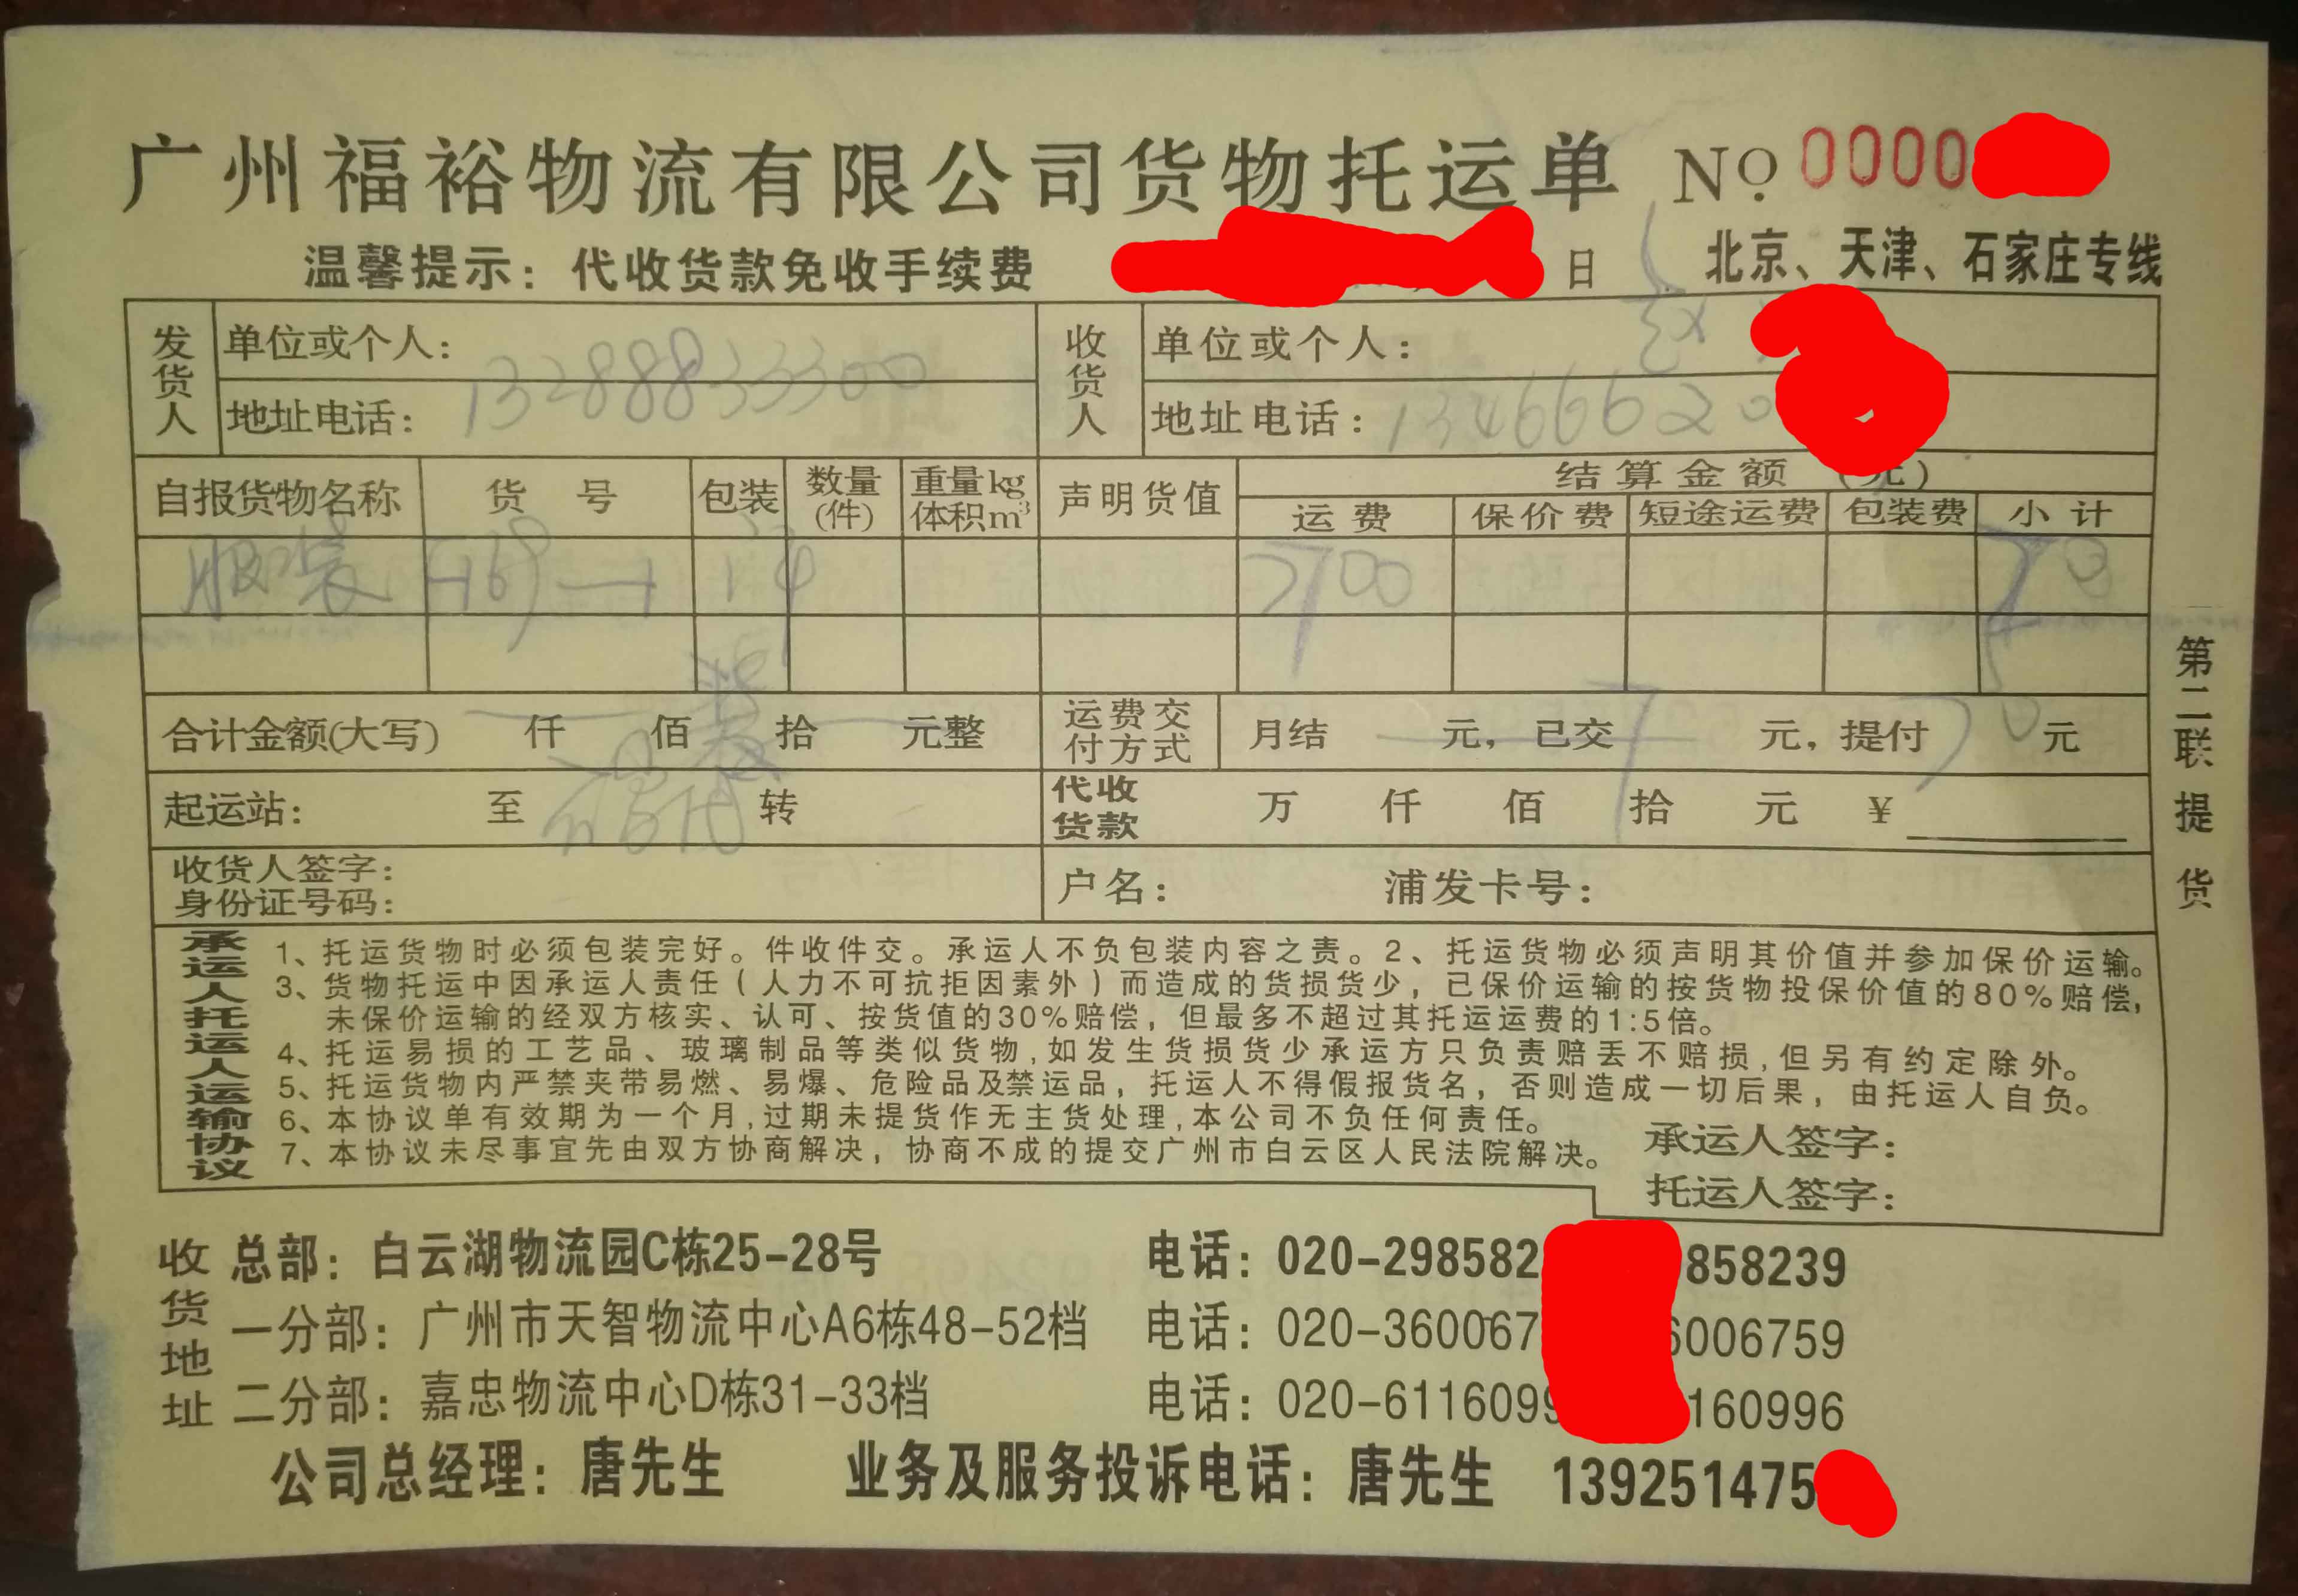 广州福裕物流有限公司货物托运单 No 0000
温馨提示：代收货款免收手续费 日 北京、天津、石家庄专线
发货人 单位或个人： 收货人 单位或个人：
地址电话：13288833300 地址电话：134666620
自报货物名称 货号 包装 数量(件) 重量kg 体积m³ 声明货值 结算金额（元）
运费 保价费 短途运费 包装费 小计
服装 169-1 700 70
合计金额(大写) 仟 佰 拾 元整 运费交付方式 月结 元，已交 元，提付 70 元
起运站： 至 转 代收货款 万 仟 佰 拾 元 ¥
收货人签字： 户名： 浦发卡号：
身份证号码：
第二联 提货
承运人托运人运输协议
1、托运货物时必须包装完好。件收件交。承运人不负包装内容之责。2、托运货物必须声明其价值并参加保价运输。
3、货物托运中因承运人责任（人力不可抗拒因素外）而造成的货损货少，已保价运输的按货物投保价值的80%赔偿，
未保价运输的经双方核实、认可、按货值的30%赔偿，但最多不超过其托运运费的1:5倍。
4、托运易损的工艺品、玻璃制品等类似货物,如发生货损货少承运方只负责赔丢不赔损,但另有约定除外。
5、托运货物内严禁夹带易燃、易爆、危险品及禁运品，托运人不得假报货名，否则造成一切后果，由托运人自负。
6、本协议单有效期为一个月,过期未提货作无主货处理,本公司不负任何责任。
7、本协议未尽事宜先由双方协商解决，协商不成的提交广州市白云区人民法院解决。
承运人签字：
托运人签字：
收货地址
总部：白云湖物流园C栋25-28号 电话：020-298582 858239
一分部：广州市天智物流中心A6栋48-52档 电话：020-360067 6006759
二分部：嘉忠物流中心D栋31-33档 电话：020-6116099 160996
公司总经理：唐先生 业务及服务投诉电话：唐先生 139251475